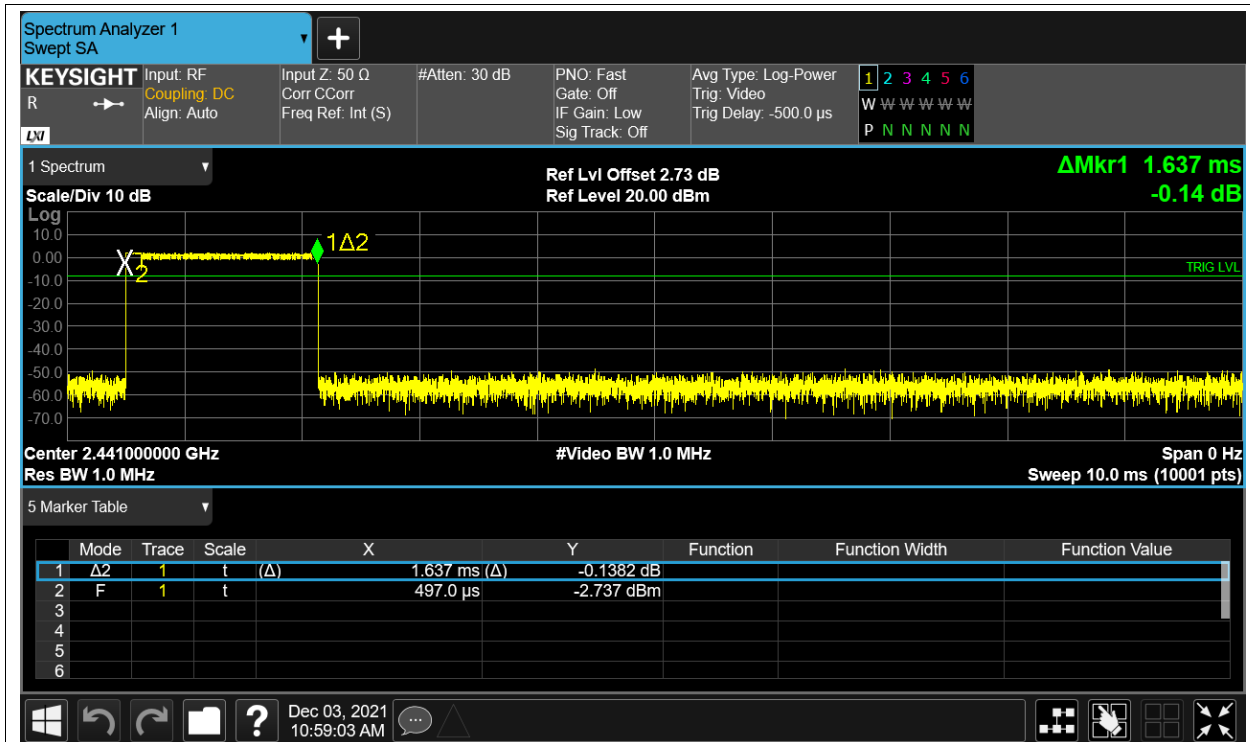 Spectrum Analyzer 1
Swept SA
KEYSIGHT
R
LXI
Input: RF
Coupling: DC
Align: Auto
Input Z: 50 Ω
Corr CCorr
Freq Ref: Int (S)
#Atten: 30 dB
PNO: Fast
Gate: Off
IF Gain: Low
Sig Track: Off
Avg Type: Log-Power
Trig: Video
Trig Delay: -500.0 µs
1 2 3 4 5 6
W W W W W W
P N N N N N
1 Spectrum
Scale/Div 10 dB
Ref Lvl Offset 2.73 dB
Ref Level 20.00 dBm
ΔMkr1 1.637 ms
-0.14 dB
Log
10.0
0.00
-10.0
-20.0
-30.0
-40.0
-50.0
-60.0
-70.0
X
2
1Δ2
TRIG LVL
Center 2.441000000 GHz
Res BW 1.0 MHz
#Video BW 1.0 MHz
Span 0 Hz
Sweep 10.0 ms (10001 pts)
5 Marker Table
Mode Trace Scale X Y Function Function Width Function Value
1 Δ2 1 t (Δ) 1.637 ms (Δ) -0.1382 dB
2 F 1 t 497.0 µs -2.737 dBm
3
4
5
6
?
Dec 03, 2021
10:59:03 AM